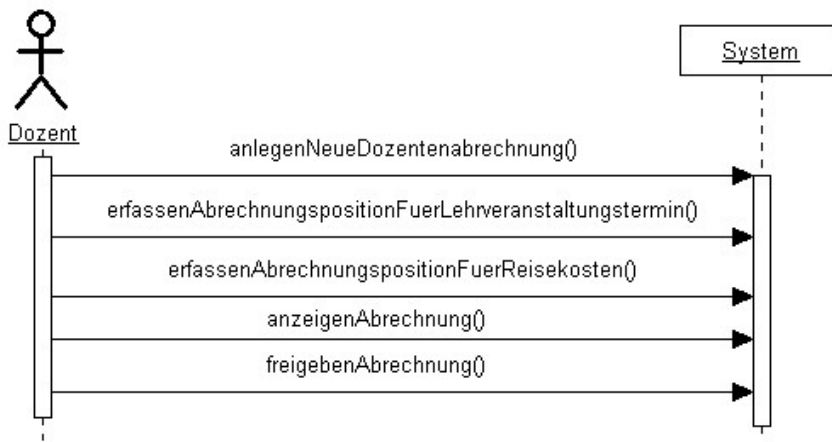 System
Dozent
anlegenNeueDozentenabrechnung()
erfassenAbrechnungspositionFuerLehrveranstaltungstermin()
erfassenAbrechnungspositionFuerReisekosten()
anzeigenAbrechnung()
freigebenAbrechnung()